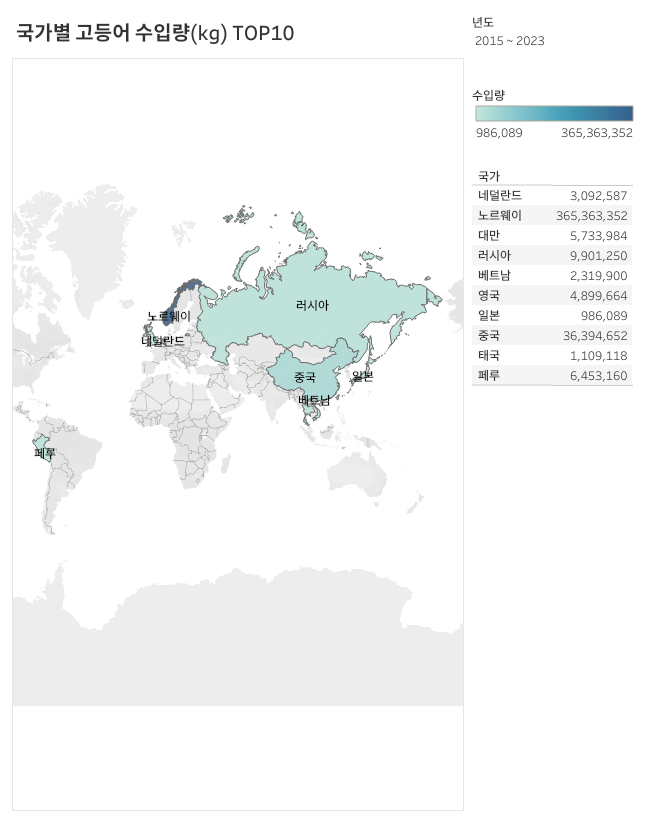 국가별 고등어 수입량(kg) TOP10
년도
2015 ~ 2023
수입량
986,089 365,363,352
국가
네덜란드 3,092,587
노르웨이 365,363,352
대만 5,733,984
러시아 9,901,250
베트남 2,319,900
영국 4,899,664
일본 986,089
중국 36,394,652
태국 1,109,118
페루 6,453,160
러시아
노르웨이
네덜란드
중국
일본
베트남
페루